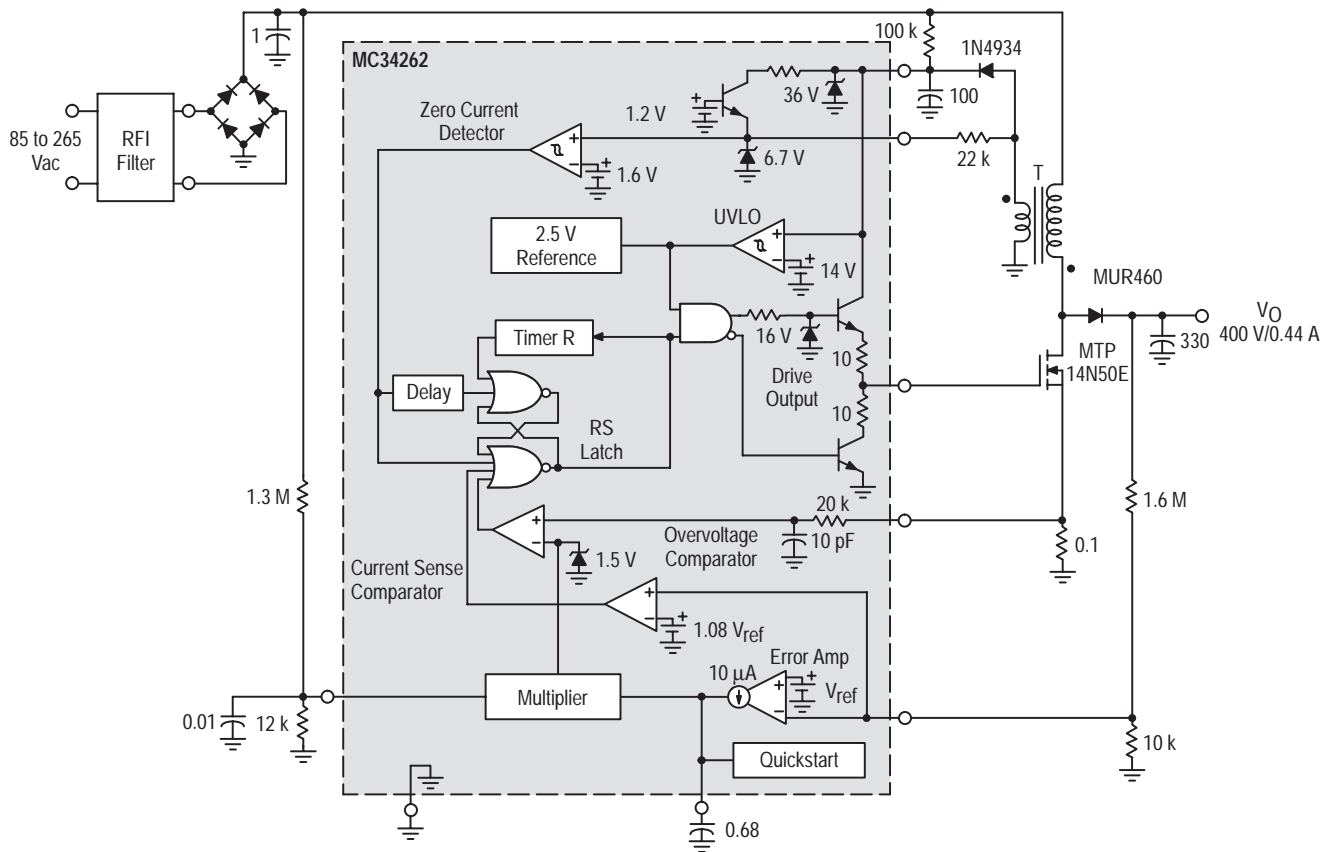 1
100 k
1N4934
MC34262
36 V
100
Zero Current
Detector
1.2 V
+
85 to 265
Vac
RFI
Filter
+
–
+
1.6 V
6.7 V
22 k
T
2.5 V
Reference
UVLO
+
–
+
14 V
MUR460
Timer R
16 V
10
Drive
Output
VO
400 V/0.44 A
330
MTP
14N50E
Delay
10
RS
Latch
1.3 M
20 k
1.6 M
+
–
10 pF
Overvoltage
Comparator
1.5 V
0.1
Current Sense
Comparator
+
–
+
1.08 Vref
Error Amp
10 µA
+
–
+
Vref
Multiplier
0.01
12 k
10 k
Quickstart
0.68